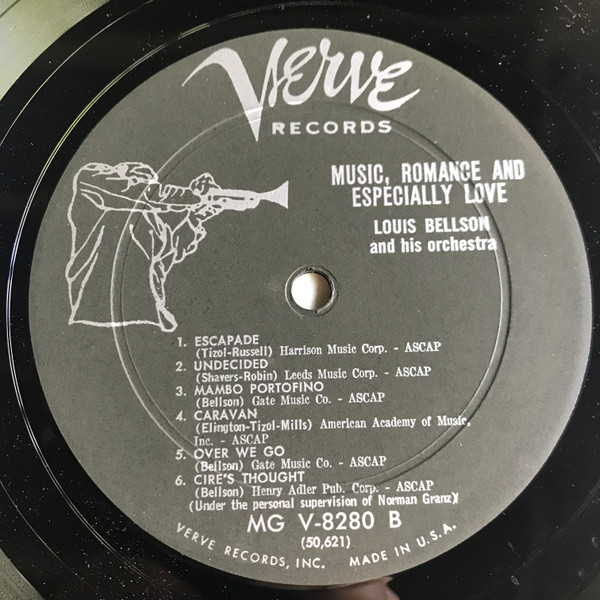 Verve
RECORDS
MUSIC, ROMANCE AND
ESPECIALLY LOVE
LOUIS BELLSON
and his orchestra
1. ESCAPADE
(Tizol-Russell) Harrison Music Corp. - ASCAP
2. UNDECIDED
(Shavers-Robin) Leeds Music Corp. - ASCAP
3. MAMBO PORTOFINO
(Bellson) Gate Music Co. - ASCAP
4. CARAVAN
(Elington-Tizol-Mills) American Academy of Music,
Inc. - ASCAP
5. OVER WE GO
(Bellson) Gate Music Co. - ASCAP
6. CIRE'S THOUGHT
(Bellson) Henry Adler Pub. Corp. - ASCAP
(Under the personal supervision of Norman Granz)
MG V-8280 B
(50,621)
VERVE RECORDS, INC. MADE IN U.S.A.